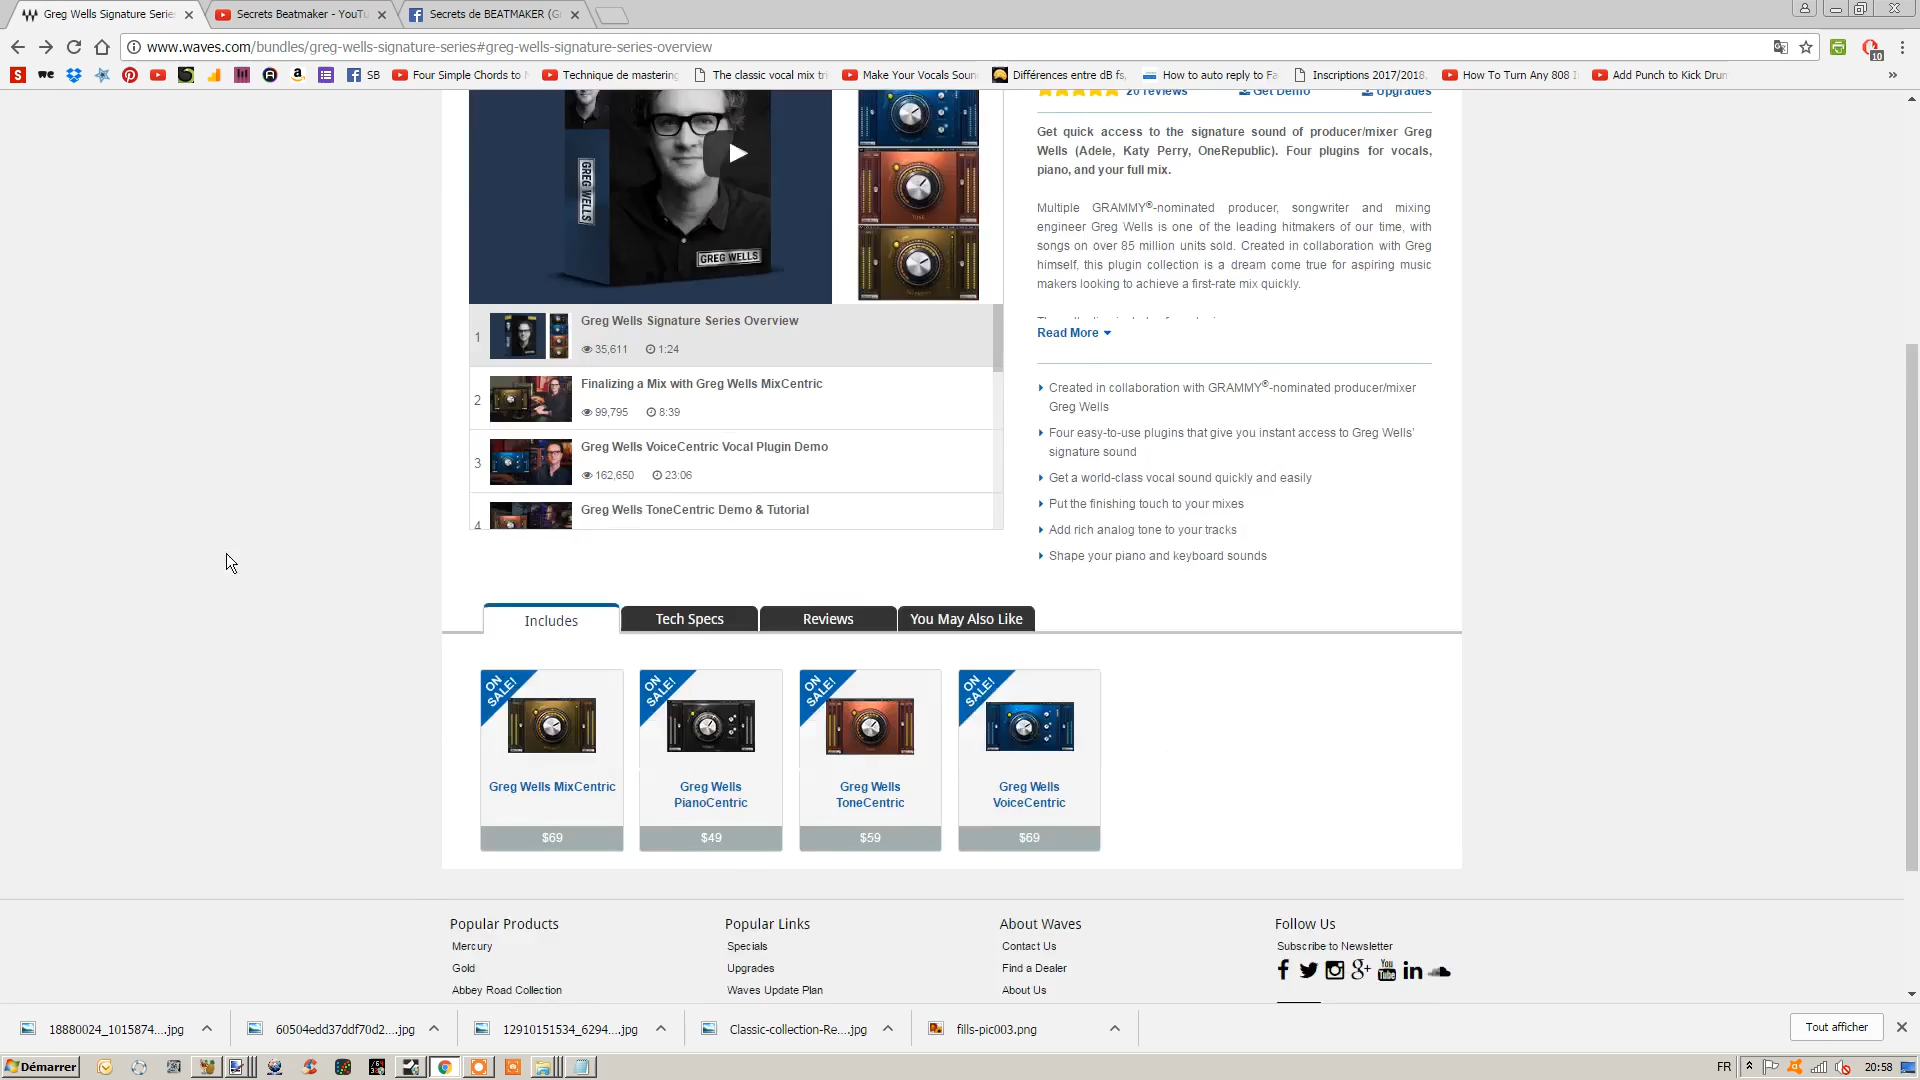 Greg Wells Signature Serie
Secrets Beatmaker - YouTu
Secrets de BEATMAKER (Gr
www.waves.com/bundles/greg-wells-signature-series#greg-wells-signature-series-overview
10
S
we
SB
Four Simple Chords to
Technique de mastering
The classic vocal mix tri
Make Your Vocals Soun
Différences entre dB fs,
How to auto reply to Fa
Inscriptions 2017/2018,
How To Turn Any 808 i
Add Punch to Kick Drum
20 reviews
Get Demo
Upgrades
Get quick access to the signature sound of producer/mixer Greg
Wells (Adele, Katy Perry, OneRepublic). Four plugins for vocals,
piano, and your full mix.
Multiple GRAMMY®-nominated producer, songwriter and mixing
engineer Greg Wells is one of the leading hitmakers of our time, with
songs on over 85 million units sold. Created in collaboration with Greg
himself, this plugin collection is a dream come true for aspiring music
makers looking to achieve a first-rate mix quickly.
Read More
GREG WELLS
GREG WELLS
1
Greg Wells Signature Series Overview
35,611
1:24
2
Finalizing a Mix with Greg Wells MixCentric
99,795
8:39
3
Greg Wells VoiceCentric Vocal Plugin Demo
162,650
23:06
4
Greg Wells ToneCentric Demo & Tutorial
Created in collaboration with GRAMMY®-nominated producer/mixer
Greg Wells
Four easy-to-use plugins that give you instant access to Greg Wells'
signature sound
Get a world-class vocal sound quickly and easily
Put the finishing touch to your mixes
Add rich analog tone to your tracks
Shape your piano and keyboard sounds
Includes
Tech Specs
Reviews
You May Also Like
ON
SALE!
Greg Wells MixCentric
$69
ON
SALE!
Greg Wells
PianoCentric
$49
ON
SALE!
Greg Wells
ToneCentric
$59
ON
SALE!
Greg Wells
VoiceCentric
$69
Popular Products
Mercury
Gold
Abbey Road Collection
Popular Links
Specials
Upgrades
Waves Update Plan
About Waves
Contact Us
Find a Dealer
About Us
Follow Us
Subscribe to Newsletter
18880024_1015874....jpg
60504edd37ddf70d2....jpg
12910151534_6294....jpg
Classic-collection-Re....jpg
fills-pic003.png
Tout afficher
Démarrer
FR
20:58